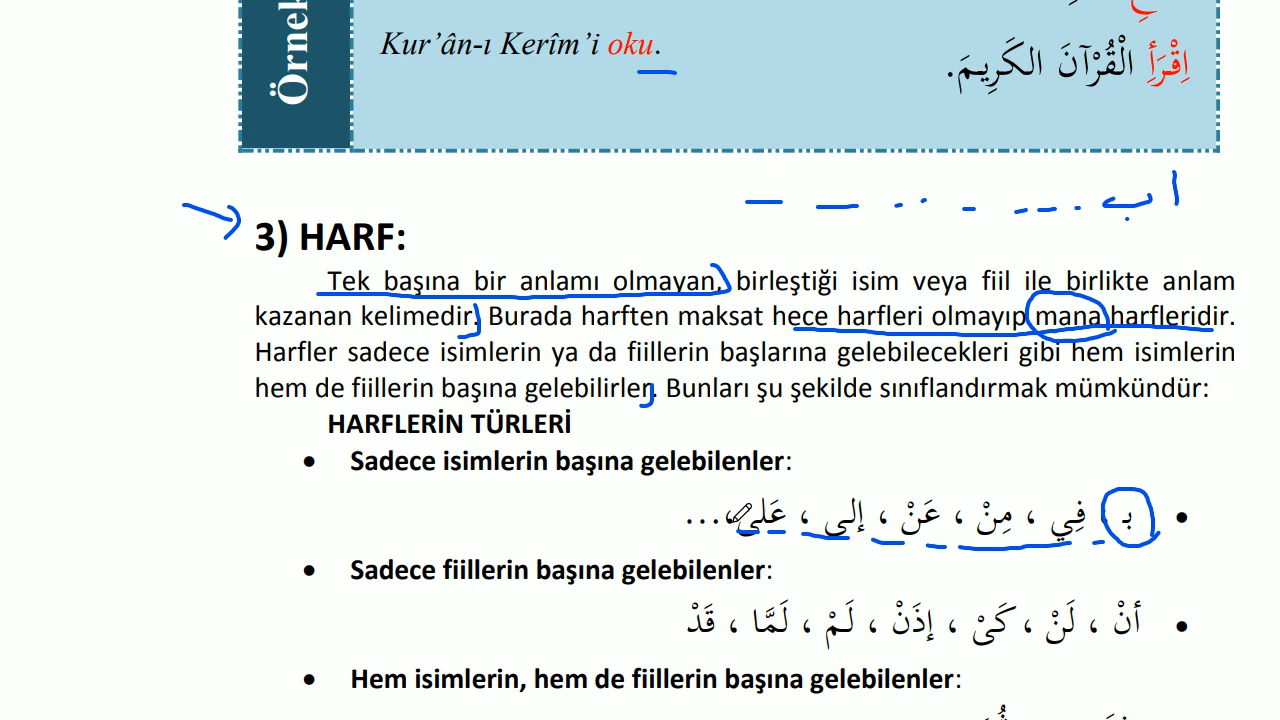 Örnek
Kur’ân-ı Kerîm’i oku.
اِقْرَأِ الْقُرْآنَ الكَرِيمَ.
ا ب
3) HARF:
Tek başına bir anlamı olmayan, birleştiği isim veya fiil ile birlikte anlam
kazanan kelimedir. Burada harften maksat hece harfleri olmayıp mana harfleridir.
Harfler sadece isimlerin ya da fiillerin başlarına gelebilecekleri gibi hem isimlerin
hem de fiillerin başına gelebilirler. Bunları şu şekilde sınıflandırmak mümkündür:
HARFLERİN TÜRLERİ
• Sadece isimlerin başına gelebilenler:
• بـ ، فِي ، مِنْ ، عَنْ ، إلى ، عَلىَ ،...
• Sadece fiillerin başına gelebilenler:
• أنْ ، لَنْ ، كَىْ ، إذَنْ ، لَـمْ ، لَمَّا ، قَدْ
• Hem isimlerin, hem de fiillerin başına gelebilenler: